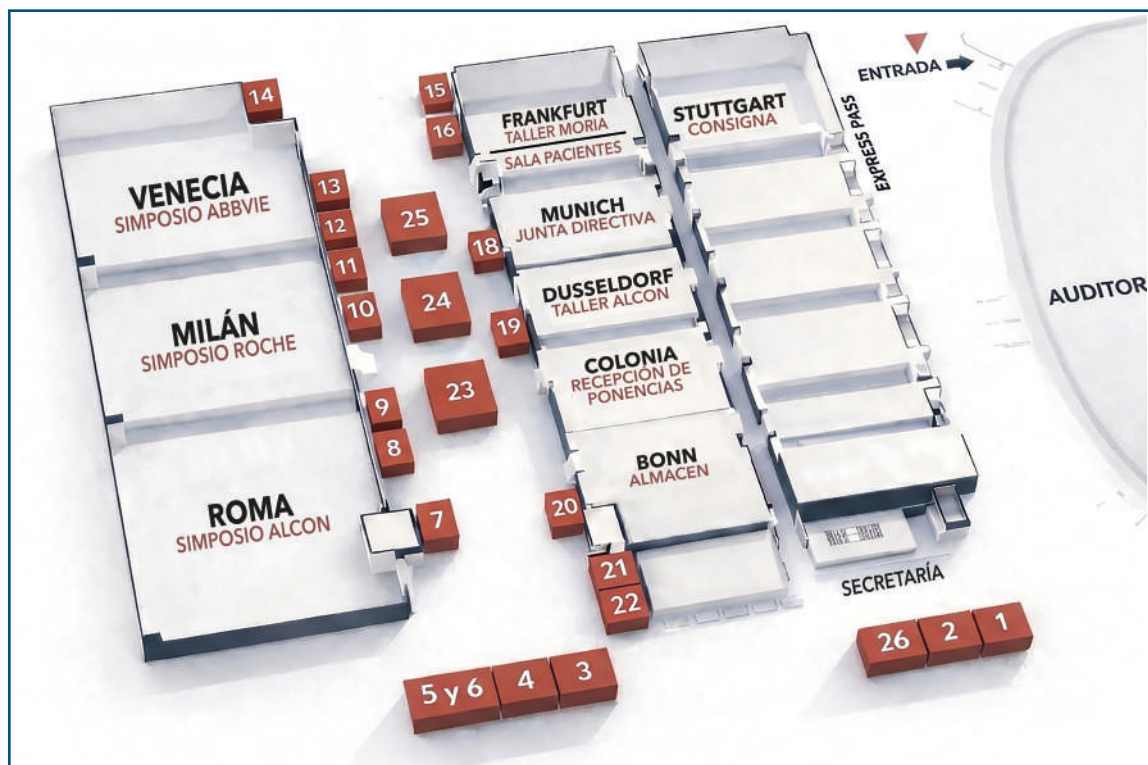 ENTRADA
EXPRESS PASS
AUDITOR
14
VENECIA
SIMPOSIO ABBVIE
13
12
11
10
MILÁN
SIMPOSIO ROCHE
9
8
ROMA
SIMPOSIO ALCON
7
25
24
23
15
16
18
19
20
21
22
FRANKFURT
TALLER MORIA
SALA PACIENTES
MUNICH
JUNTA DIRECTIVA
DUSSELDORF
TALLER ALCON
COLONIA
RECEPCIÓN DE
PONENCIAS
BONN
ALMACEN
STUTTGART
CONSIGNA
SECRETARÍA
5 y 6
4
3
26
2
1